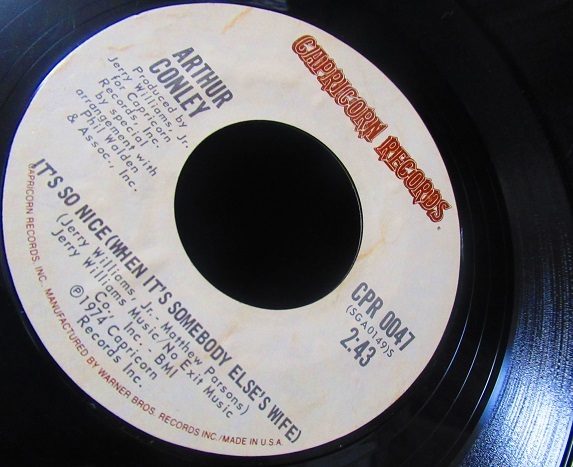 CAPRICORN RECORDS®
ARTHUR
CONLEY
Produced by
Jerry Williams, Jr.
for Capricorn
Records, Inc.
by special
arrangement with
Phil Walden
& Assoc., Inc.
CPR 0047
(SGA0149)S
2:43
IT'S SO NICE (WHEN IT'S SOMEBODY ELSE'S WIFE)
(Jerry Williams, Jr.- Matthew Parsons)
Jerry Williams Music/No Exit Music
Co., Inc. - BMI
℗1974 Capricorn
Records Inc.
CAPRICORN RECORDS, INC. MANUFACTURED BY WARNER BROS. RECORDS INC./MADE IN U.S.A.